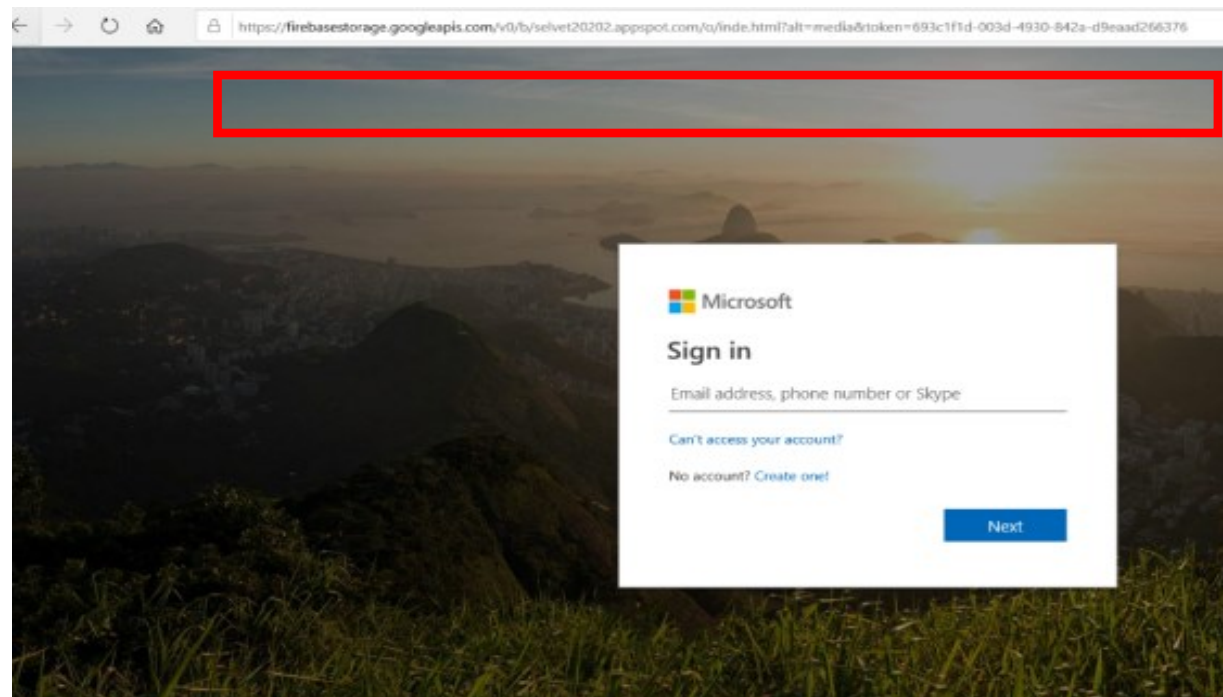 https://firebasestorage.googleapis.com/v0/b/selvet20202.appspot.com/o/inde.html?alt=media&token=693c1f1d-003d-4930-842a-d9eaad266376
Microsoft
Sign in
Email address, phone number or Skype
Can't access your account?
No account? Create one!
Next